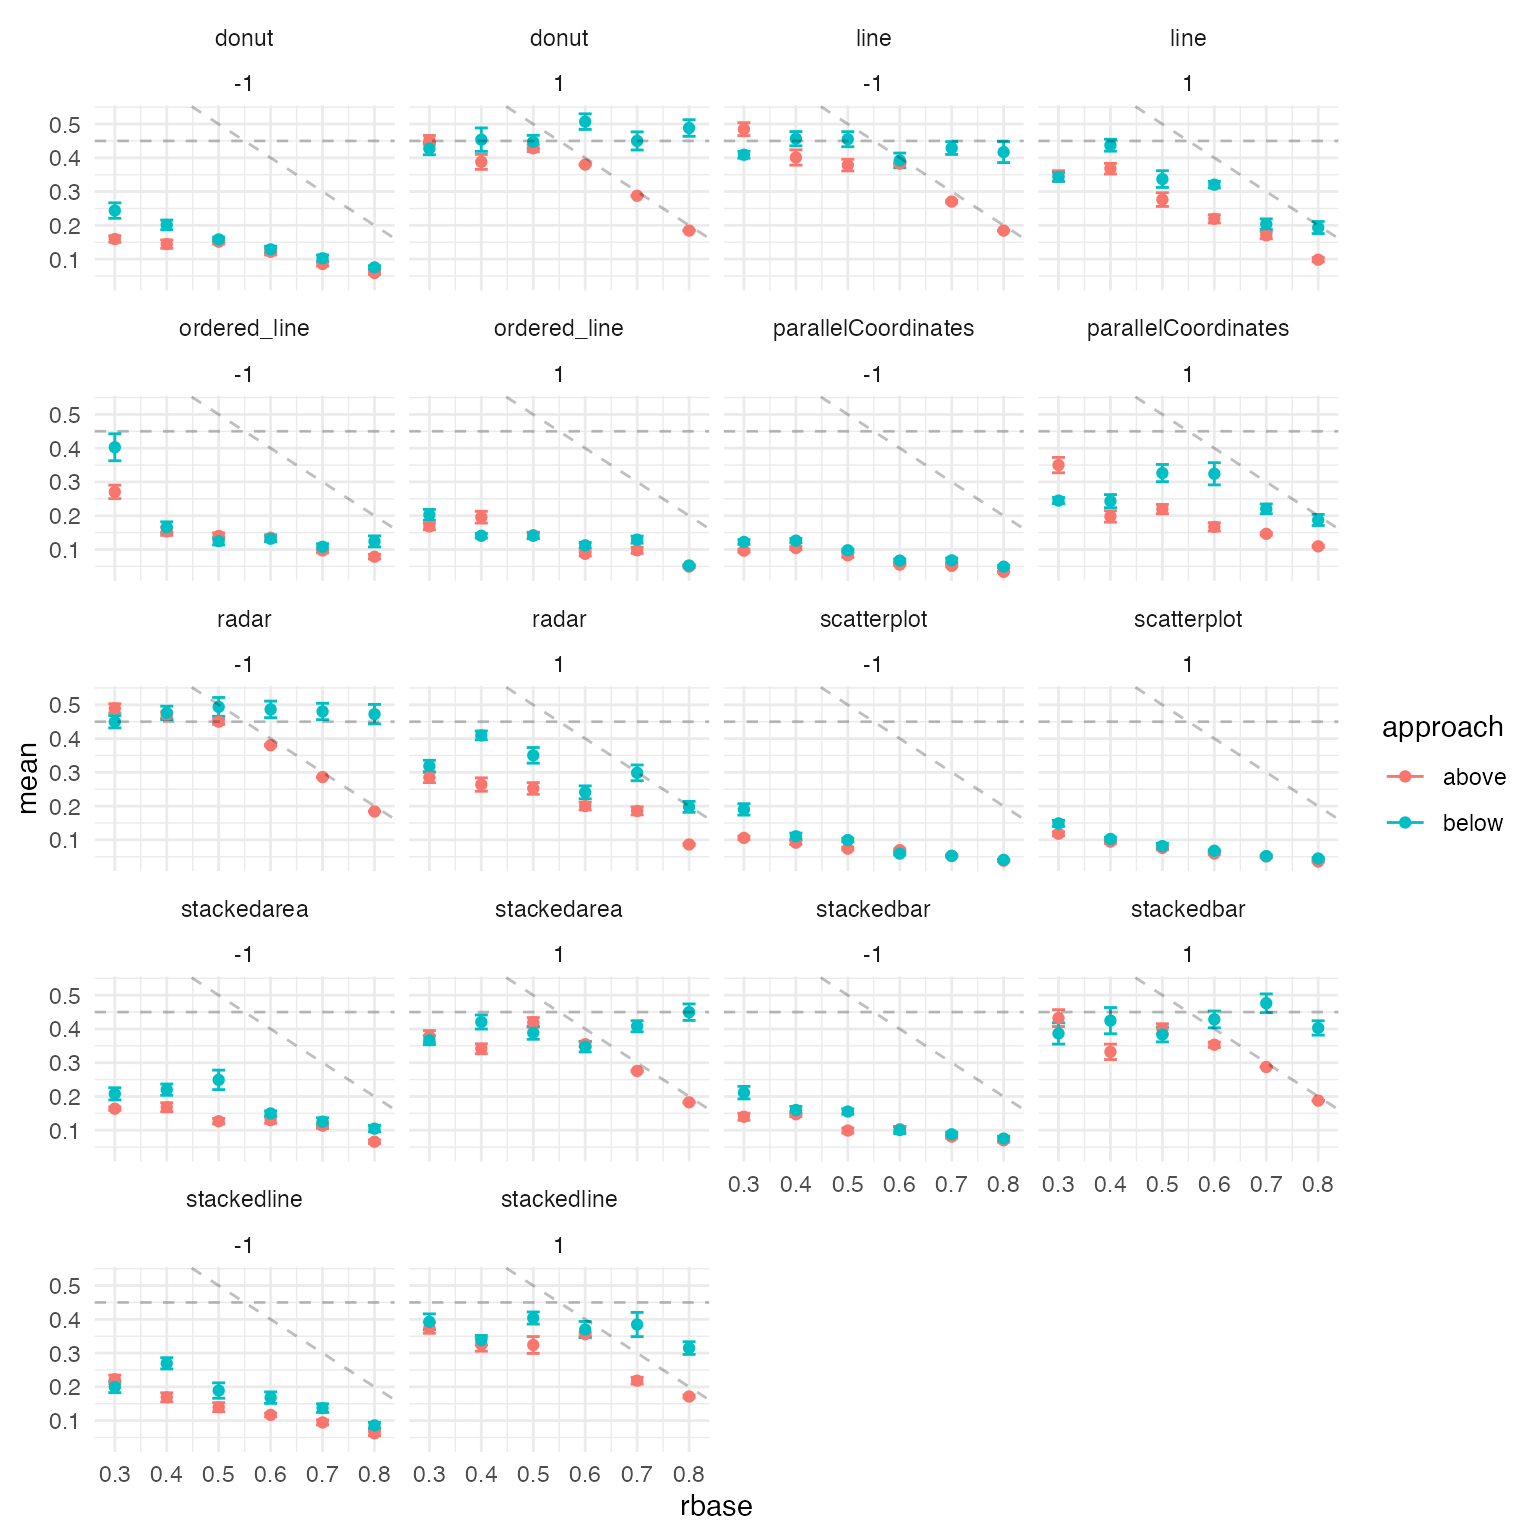 donut donut line line
-1 1 -1 1
0.5
0.4
0.3
0.2
0.1
ordered_line ordered_line parallelCoordinates parallelCoordinates
-1 1 -1 1
0.5
0.4
0.3
0.2
0.1
radar radar scatterplot scatterplot
-1 1 -1 1
0.5
0.4
0.3
0.2
0.1
mean
approach
above
below
stackedarea stackedarea stackedbar stackedbar
-1 1 -1 1
0.5
0.4
0.3
0.2
0.1
0.3 0.4 0.5 0.6 0.7 0.8 0.3 0.4 0.5 0.6 0.7 0.8
stackedline stackedline
-1 1
0.5
0.4
0.3
0.2
0.1
0.3 0.4 0.5 0.6 0.7 0.8 0.3 0.4 0.5 0.6 0.7 0.8
rbase